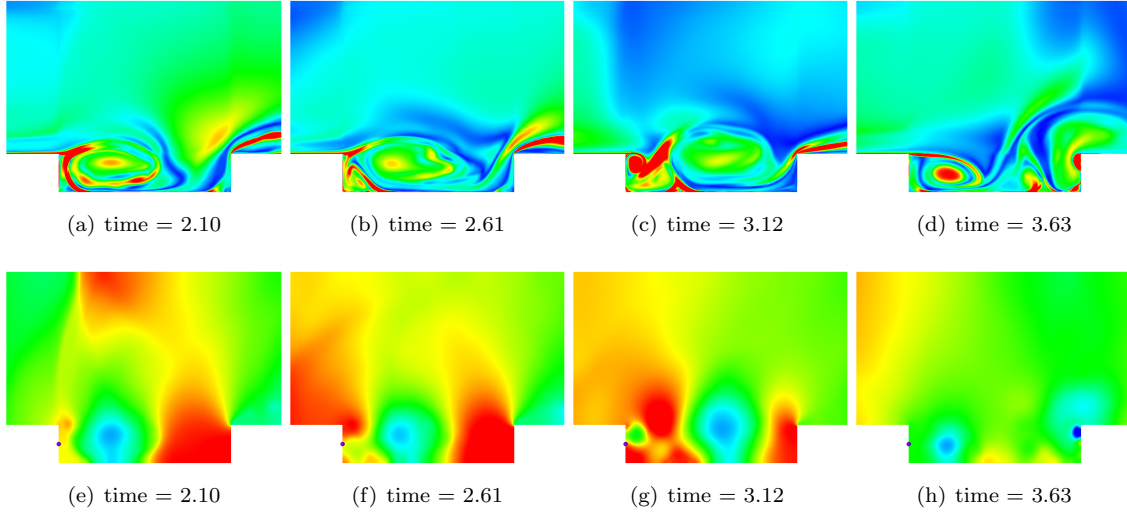 (a) time = 2.10 (b) time = 2.61 (c) time = 3.12 (d) time = 3.63
(e) time = 2.10 (f) time = 2.61 (g) time = 3.12 (h) time = 3.63